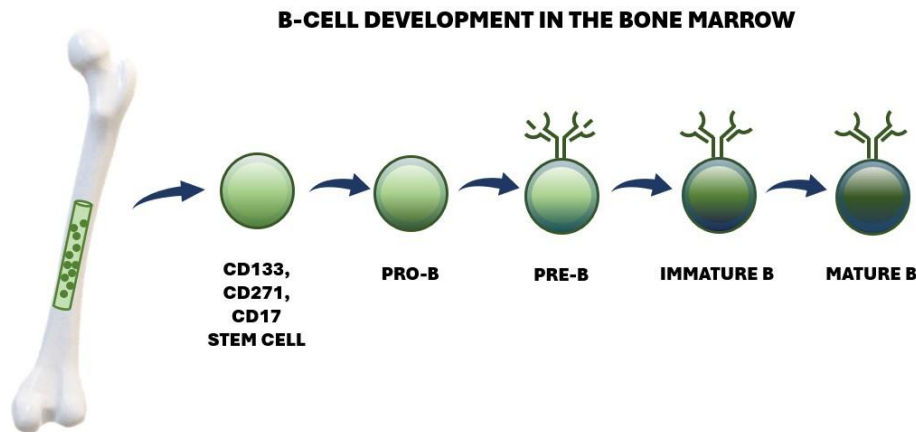 B-CELL DEVELOPMENT IN THE BONE MARROW
CD133,
CD271,
CD17
STEM CELL
PRO-B
PRE-B
IMMATURE B
MATURE B